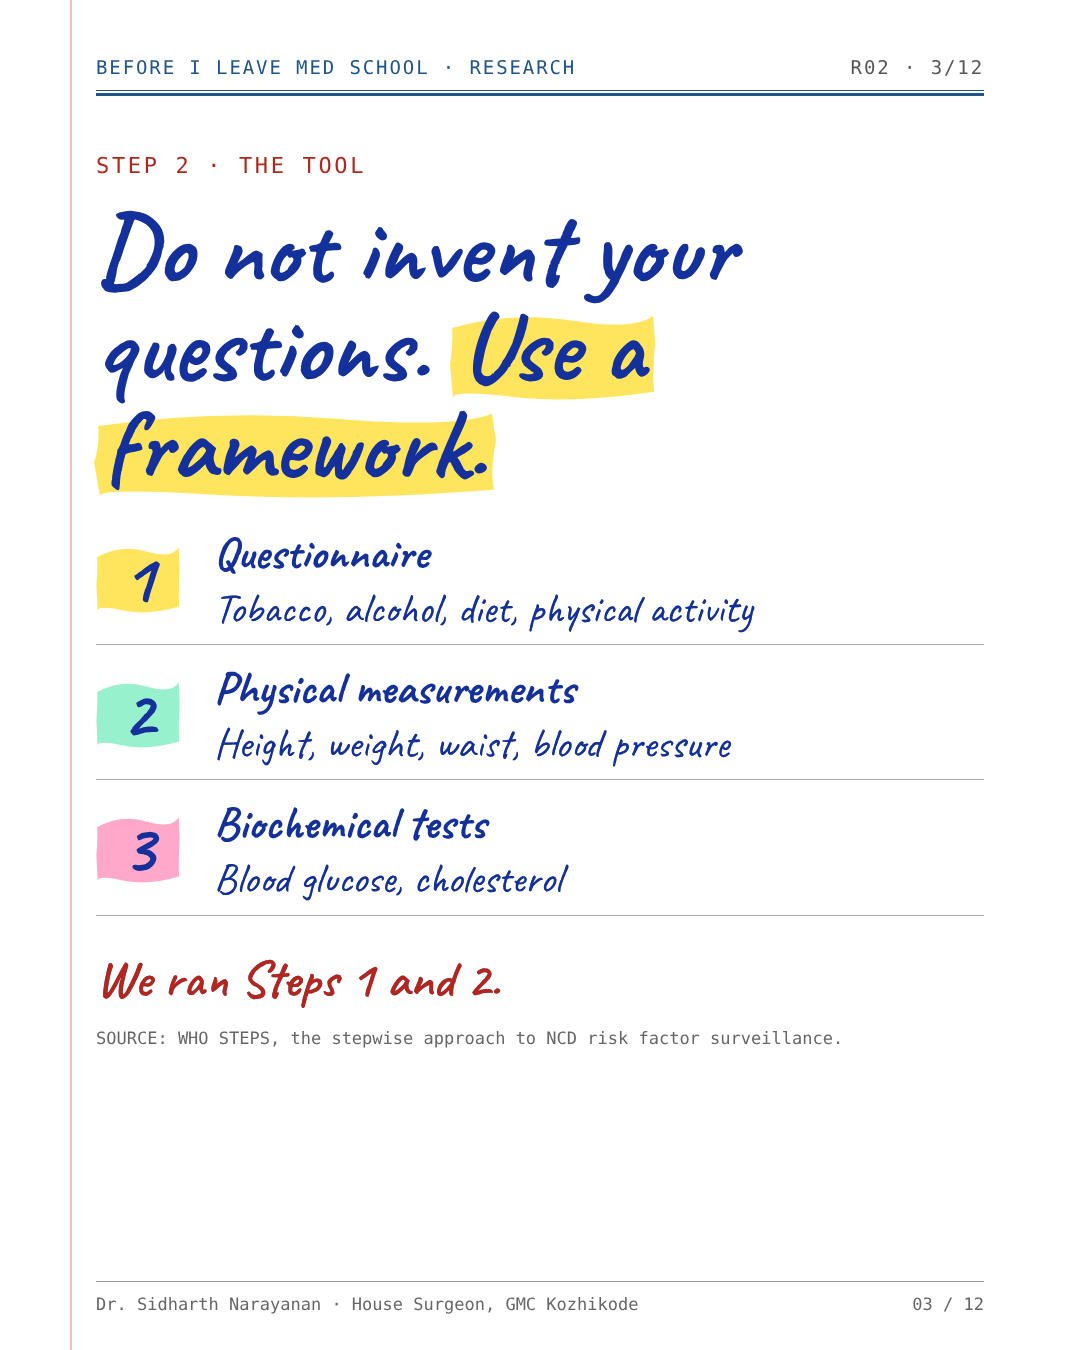 BEFORE I LEAVE MED SCHOOL · RESEARCH
R02 · 3/12
STEP 2 · THE TOOL
Do not invent your
questions. Use a
framework.
1
Questionnaire
Tobacco, alcohol, diet, physical activity
2
Physical measurements
Height, weight, waist, blood pressure
3
Biochemical tests
Blood glucose, cholesterol
We ran Steps 1 and 2.
SOURCE: WHO STEPS, the stepwise approach to NCD risk factor surveillance.
Dr. Sidharth Narayanan · House Surgeon, GMC Kozhikode
03 / 12